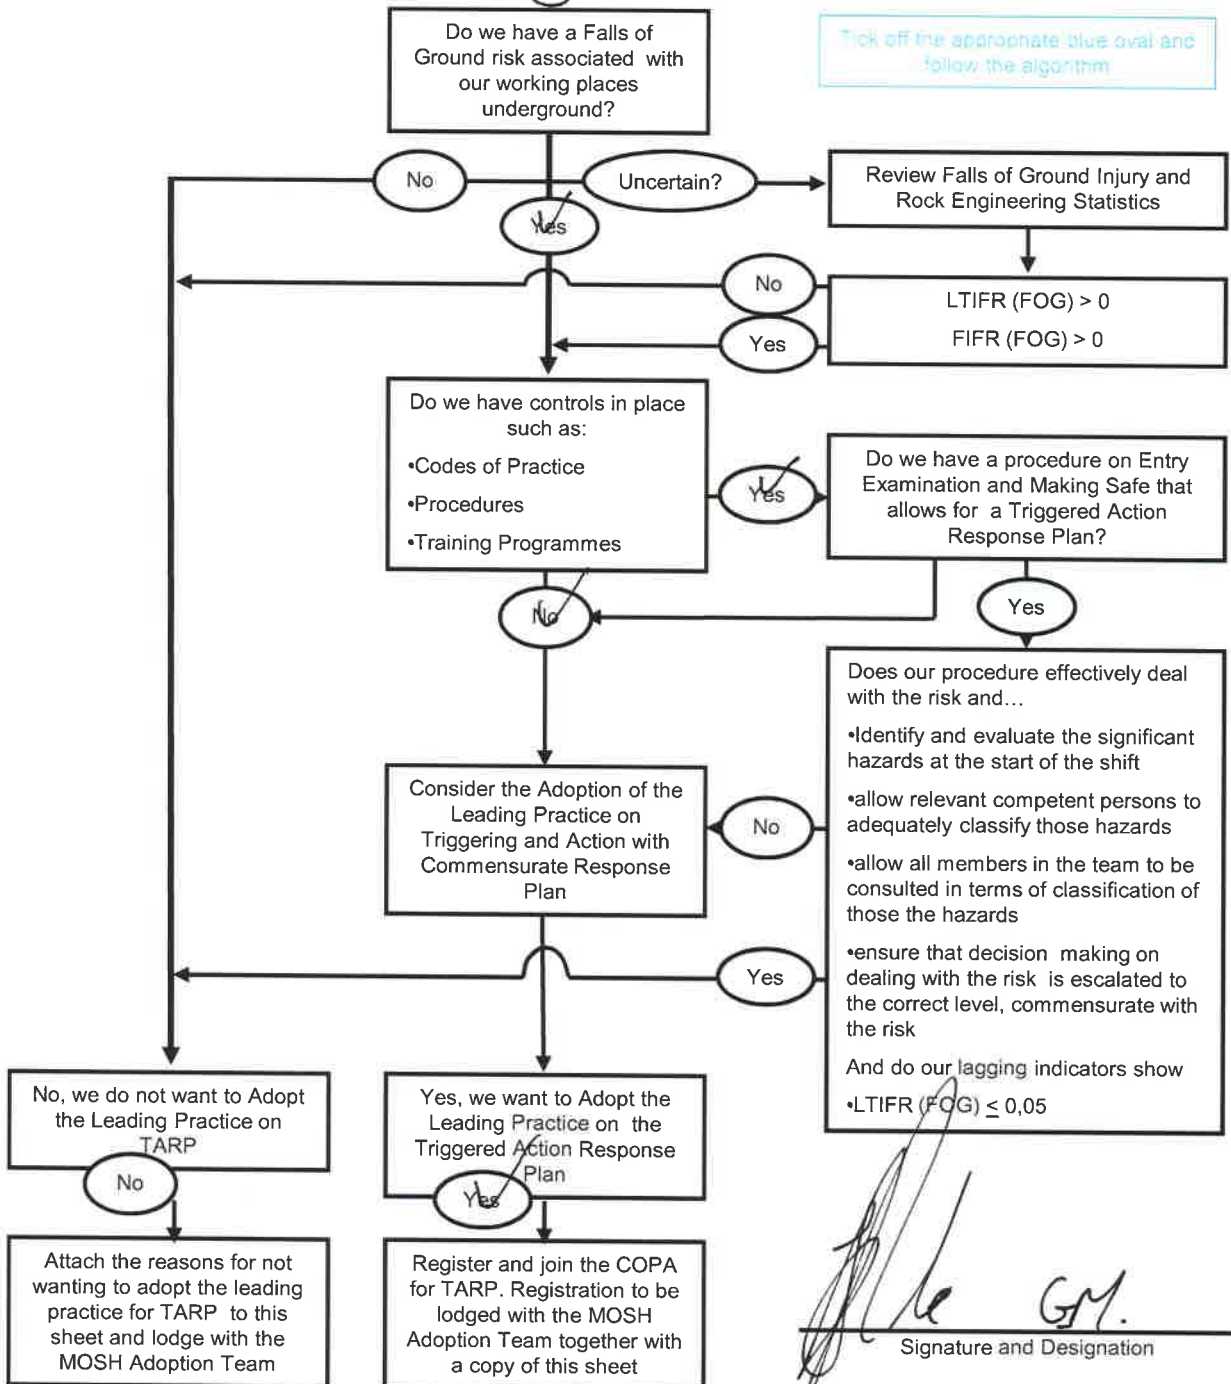 Do we have a Falls of
Ground risk associated with
our working places
underground?
Tick off the appropriate blue oval and
follow the algorithm
No
Uncertain?
Yes
Review Falls of Ground Injury and
Rock Engineering Statistics
No
Yes
LTIFR (FOG) > 0
FIFR (FOG) > 0
Do we have controls in place
such as:
•Codes of Practice
•Procedures
•Training Programmes
Yes
Do we have a procedure on Entry
Examination and Making Safe that
allows for a Triggered Action
Response Plan?
No
Yes
Does our procedure effectively deal
with the risk and…
•Identify and evaluate the significant
hazards at the start of the shift
•allow relevant competent persons to
adequately classify those hazards
•allow all members in the team to be
consulted in terms of classification of
those the hazards
•ensure that decision making on
dealing with the risk is escalated to
the correct level, commensurate with
the risk
And do our lagging indicators show
•LTIFR (FOG) ≤ 0,05
Consider the Adoption of the
Leading Practice on
Triggering and Action with
Commensurate Response
Plan
No
Yes
No, we do not want to Adopt
the Leading Practice on
TARP
No
Yes, we want to Adopt the
Leading Practice on the
Triggered Action Response
Plan
Yes
Attach the reasons for not
wanting to adopt the leading
practice for TARP to this
sheet and lodge with the
MOSH Adoption Team
Register and join the COPA
for TARP. Registration to be
lodged with the MOSH
Adoption Team together with
a copy of this sheet
GM.
Signature and Designation